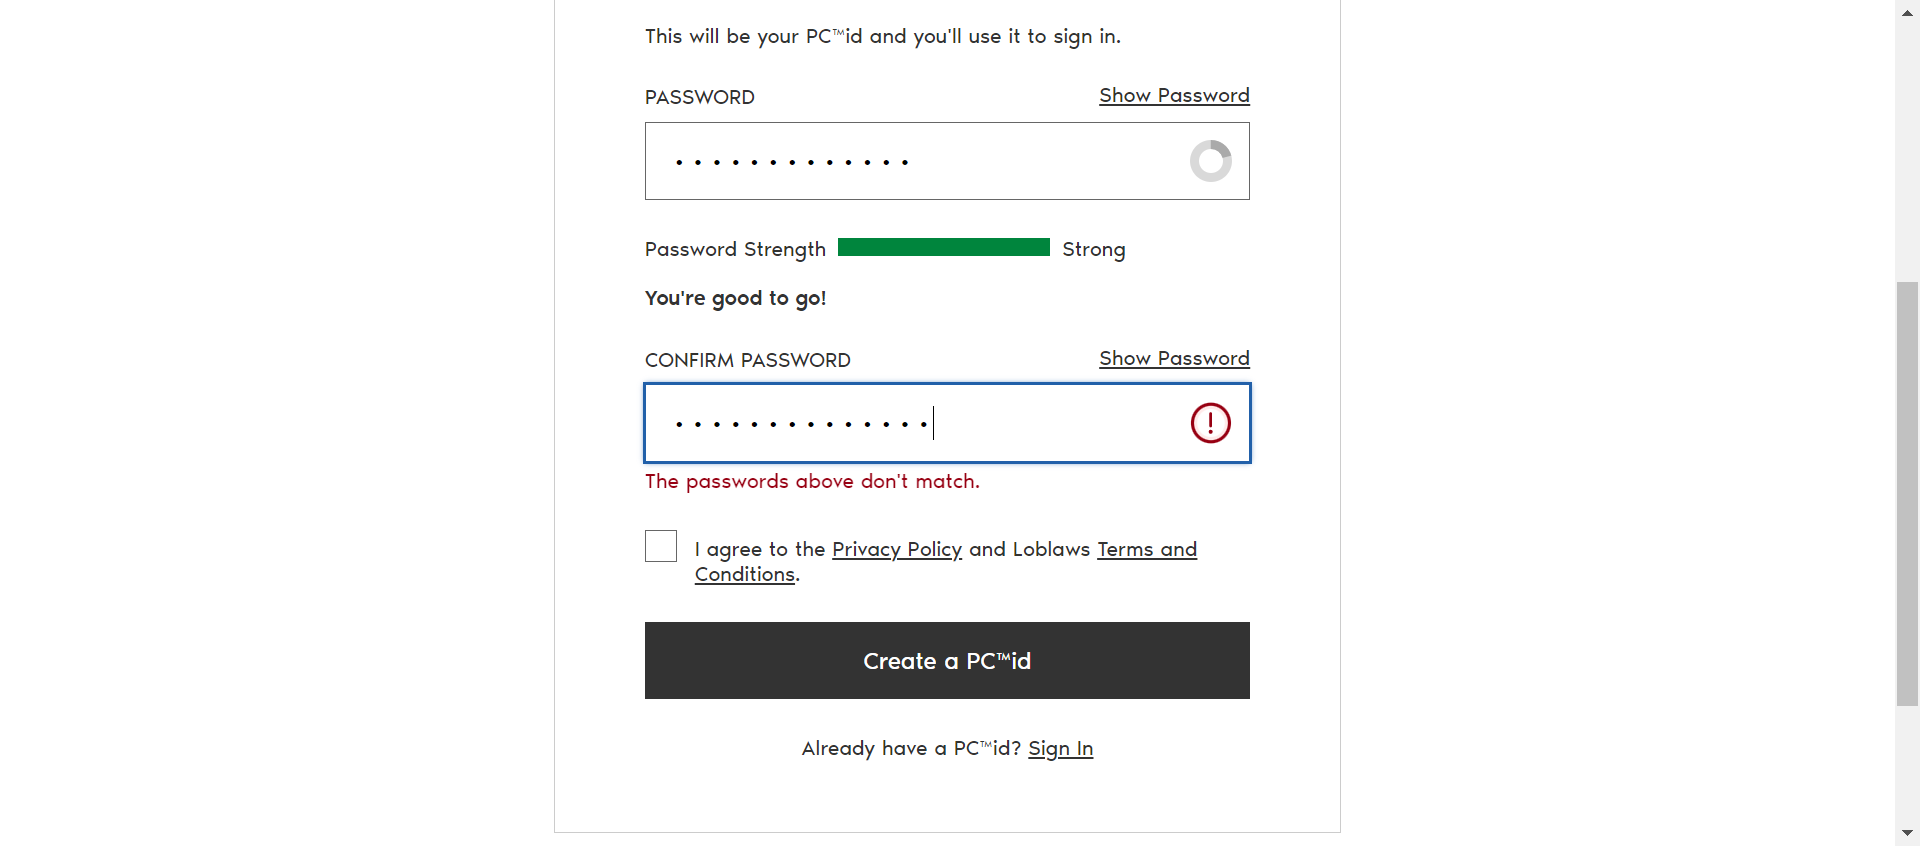 This will be your PC™id and you'll use it to sign in.
PASSWORD
Show Password
•••••••••••••
Password Strength
Strong
You're good to go!
CONFIRM PASSWORD
Show Password
••••••••••••••
!
The passwords above don't match.
I agree to the Privacy Policy and Loblaws Terms and
Conditions.
Create a PC™id
Already have a PC™id? Sign In